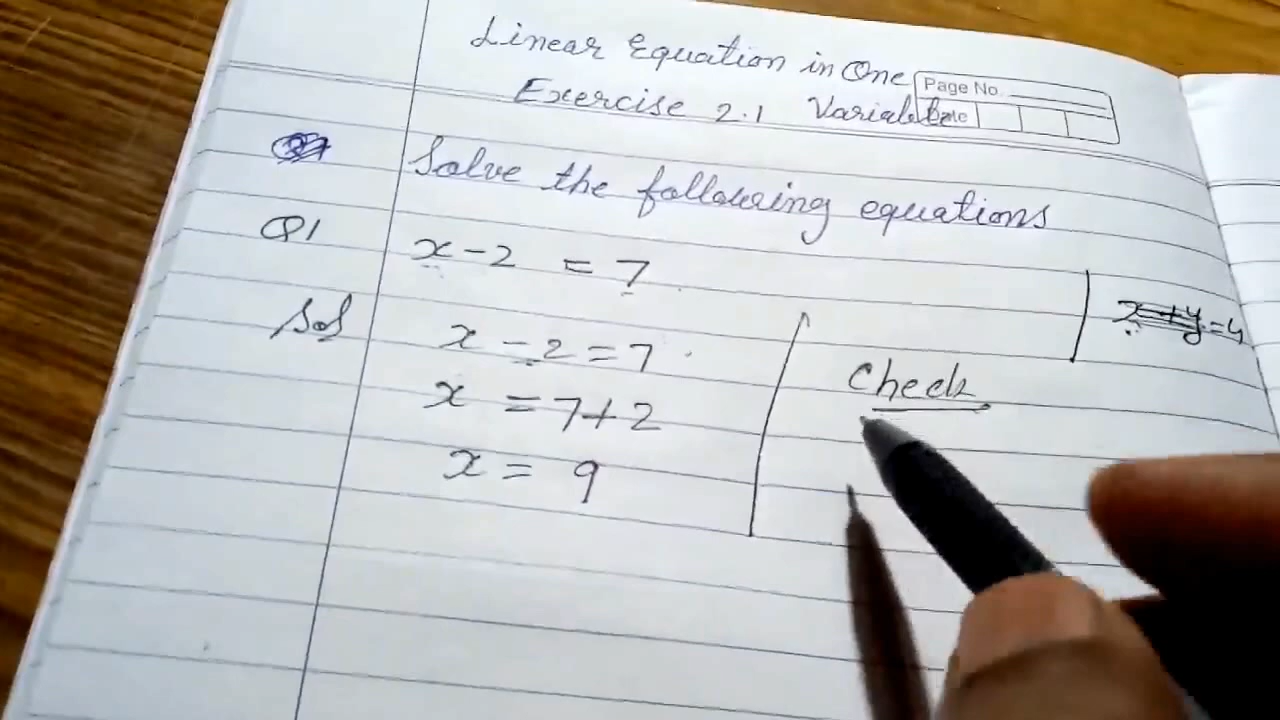 Linear Equation in One
Page No.
Exercise 2.1 Variable
Solve the following equations
Q1 x - 2 = 7
Sol x - 2 = 7
x = 7 + 2
x = 9
Check
x + y = 4